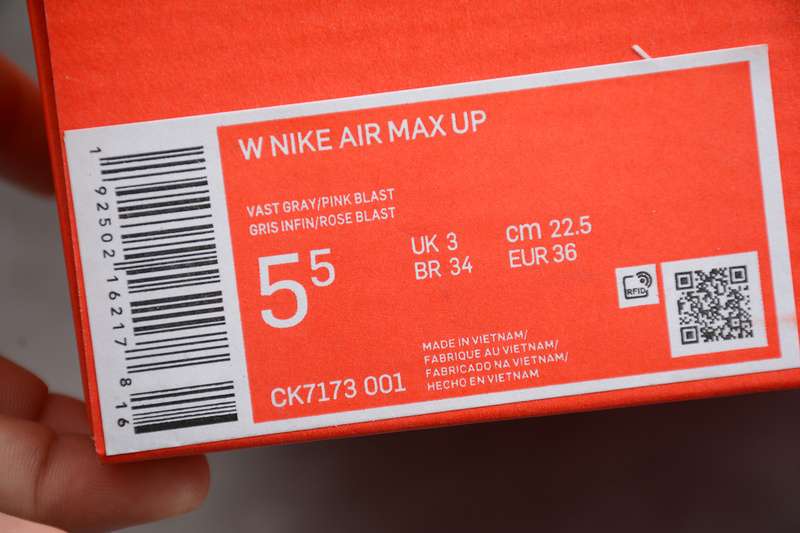 W NIKE AIR MAX UP
VAST GRAY/PINK BLAST
GRIS INFIN/ROSE BLAST
5 5
UK 3
BR 34
cm 22.5
EUR 36
RFID
CK7173 001
MADE IN VIETNAM/
FABRIQUE AU VIETNAM/
FABRICADO NA VIETNAM/
HECHO EN VIETNAM
1 92502 16217 8 16